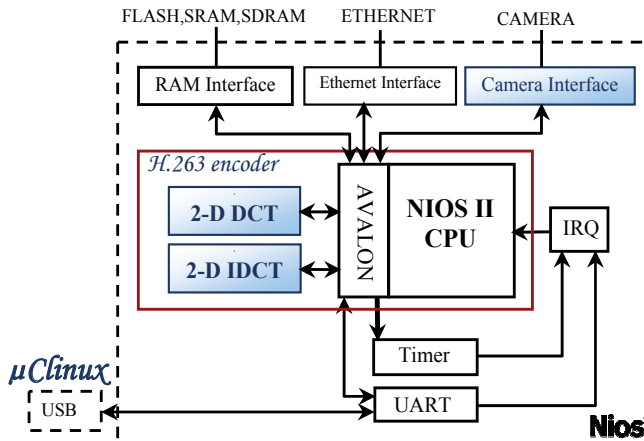 FLASH,SRAM,SDRAM
ETHERNET
CAMERA
RAM Interface
Ethernet Interface
Camera Interface
H.263 encoder
2-D DCT
2-D IDCT
AVALON
NIOS II
CPU
IRQ
Timer
UART
μClinux
USB
Nios